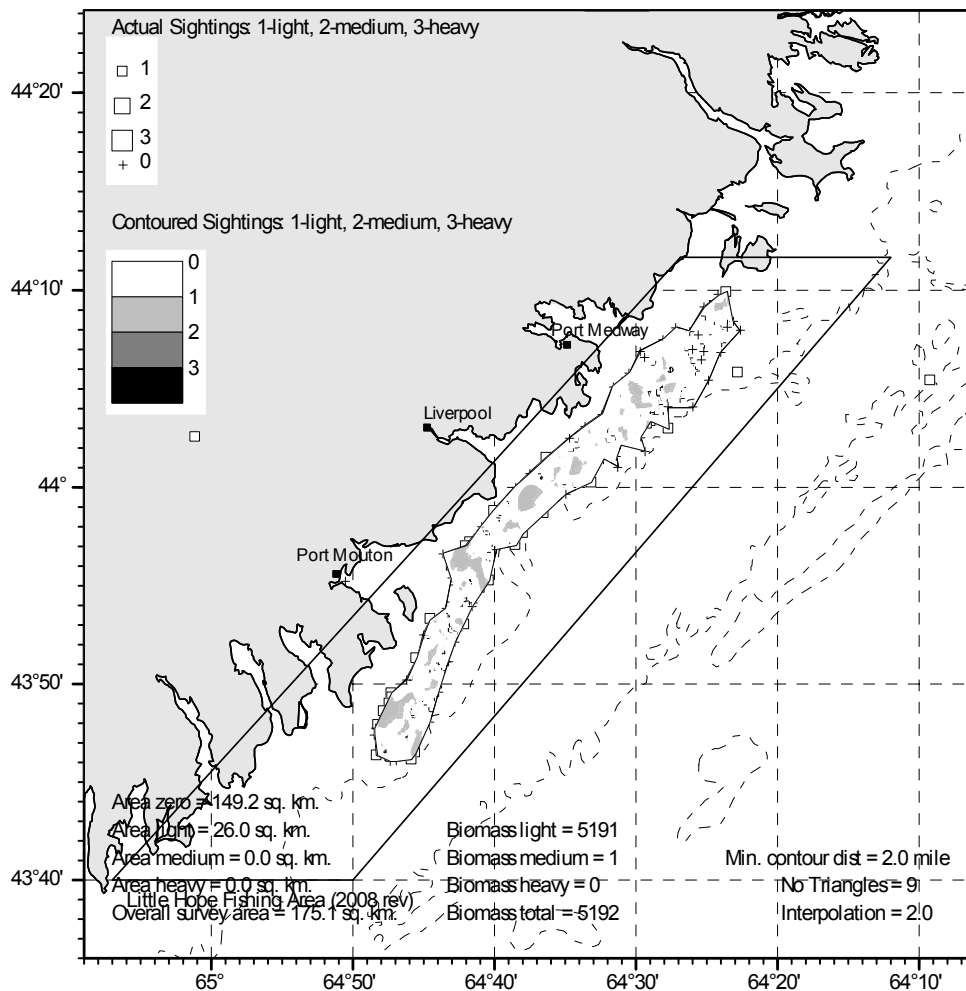 Actual Sightings: 1-light, 2-medium, 3-heavy
1
2
3
0
44°20'
Contoured Sightings: 1-light, 2-medium, 3-heavy
0
1
2
3
44°10'
Port Medway
Liverpool
44°
Port Mouton
43°50'
Area zero = 149.2 sq. km.
Area light = 26.0 sq. km.
Biomass light = 5191
Area medium = 0.0 sq. km.
Biomass medium = 1
Min. contour dist = 2.0 mile
43°40'
Area heavy = 0.0 sq. km.
Biomass heavy = 0
No Triangles = 9
Little Hope Fishing Area (2008 rev)
Overall survey area = 175.1 sq. km.
Biomass total = 5192
Interpolation = 2.0
65°
64°50'
64°40'
64°30'
64°20'
64°10'